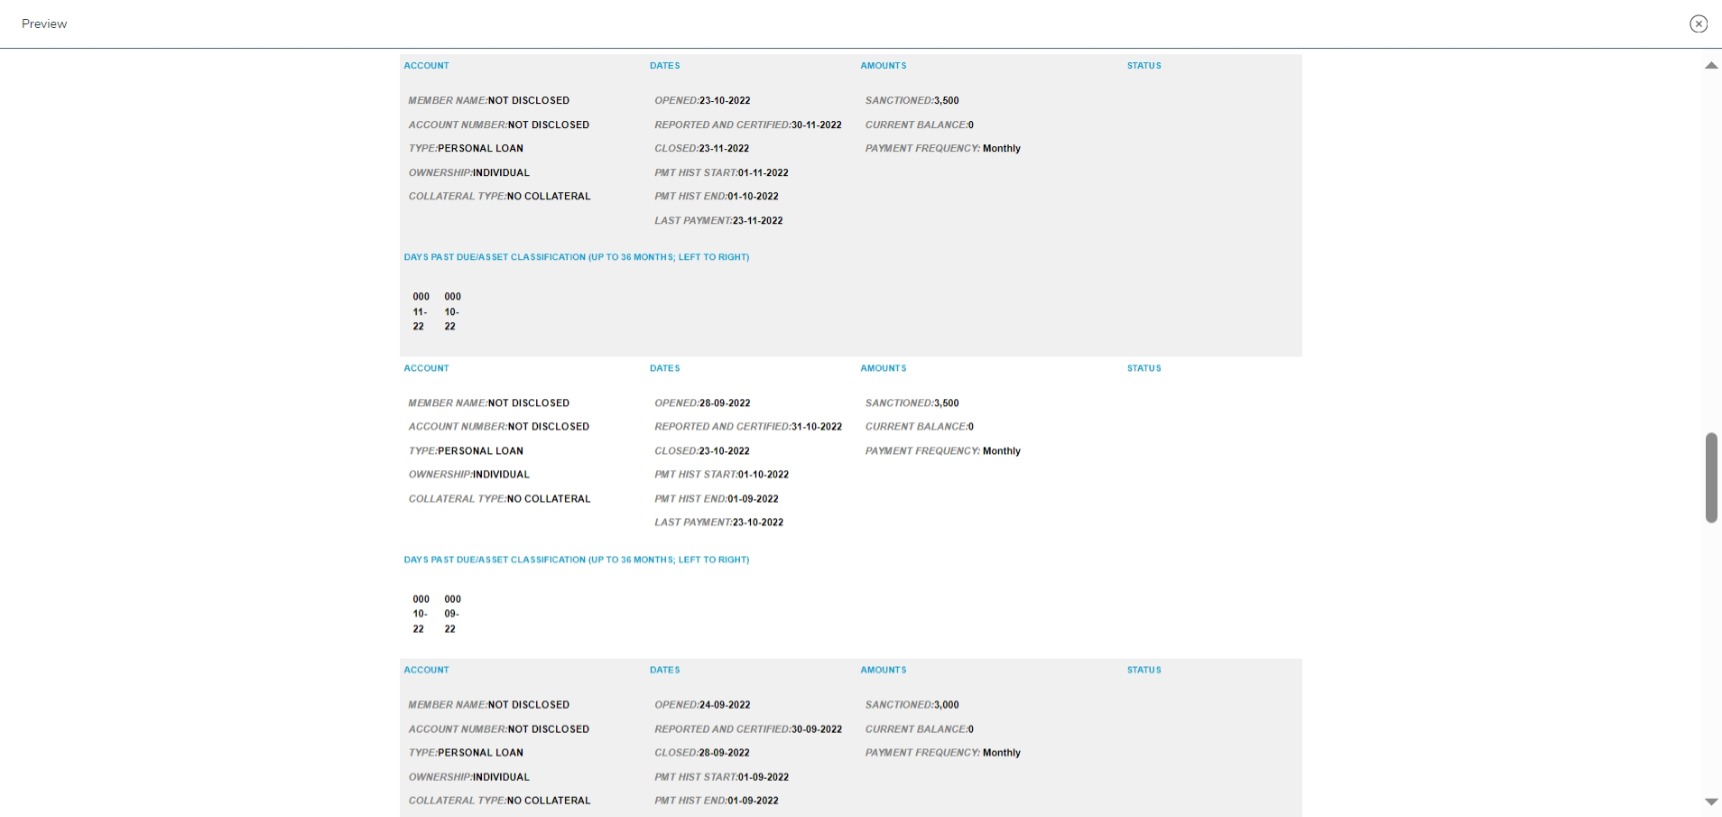 Preview
ACCOUNT DATES AMOUNTS STATUS
MEMBER NAME:NOT DISCLOSED OPENED:23-10-2022 SANCTIONED:3,500
ACCOUNT NUMBER:NOT DISCLOSED REPORTED AND CERTIFIED:30-11-2022 CURRENT BALANCE:0
TYPE:PERSONAL LOAN CLOSED:23-11-2022 PAYMENT FREQUENCY: Monthly
OWNERSHIP:INDIVIDUAL PMT HIST START:01-11-2022
COLLATERAL TYPE:NO COLLATERAL PMT HIST END:01-10-2022
LAST PAYMENT:23-11-2022
DAYS PAST DUE/ASSET CLASSIFICATION (UP TO 36 MONTHS; LEFT TO RIGHT)
000 000
11- 10-
22 22
ACCOUNT DATES AMOUNTS STATUS
MEMBER NAME:NOT DISCLOSED OPENED:28-09-2022 SANCTIONED:3,500
ACCOUNT NUMBER:NOT DISCLOSED REPORTED AND CERTIFIED:31-10-2022 CURRENT BALANCE:0
TYPE:PERSONAL LOAN CLOSED:23-10-2022 PAYMENT FREQUENCY: Monthly
OWNERSHIP:INDIVIDUAL PMT HIST START:01-10-2022
COLLATERAL TYPE:NO COLLATERAL PMT HIST END:01-09-2022
LAST PAYMENT:23-10-2022
DAYS PAST DUE/ASSET CLASSIFICATION (UP TO 36 MONTHS; LEFT TO RIGHT)
000 000
10- 09-
22 22
ACCOUNT DATES AMOUNTS STATUS
MEMBER NAME:NOT DISCLOSED OPENED:24-09-2022 SANCTIONED:3,000
ACCOUNT NUMBER:NOT DISCLOSED REPORTED AND CERTIFIED:30-09-2022 CURRENT BALANCE:0
TYPE:PERSONAL LOAN CLOSED:28-09-2022 PAYMENT FREQUENCY: Monthly
OWNERSHIP:INDIVIDUAL PMT HIST START:01-09-2022
COLLATERAL TYPE:NO COLLATERAL PMT HIST END:01-09-2022